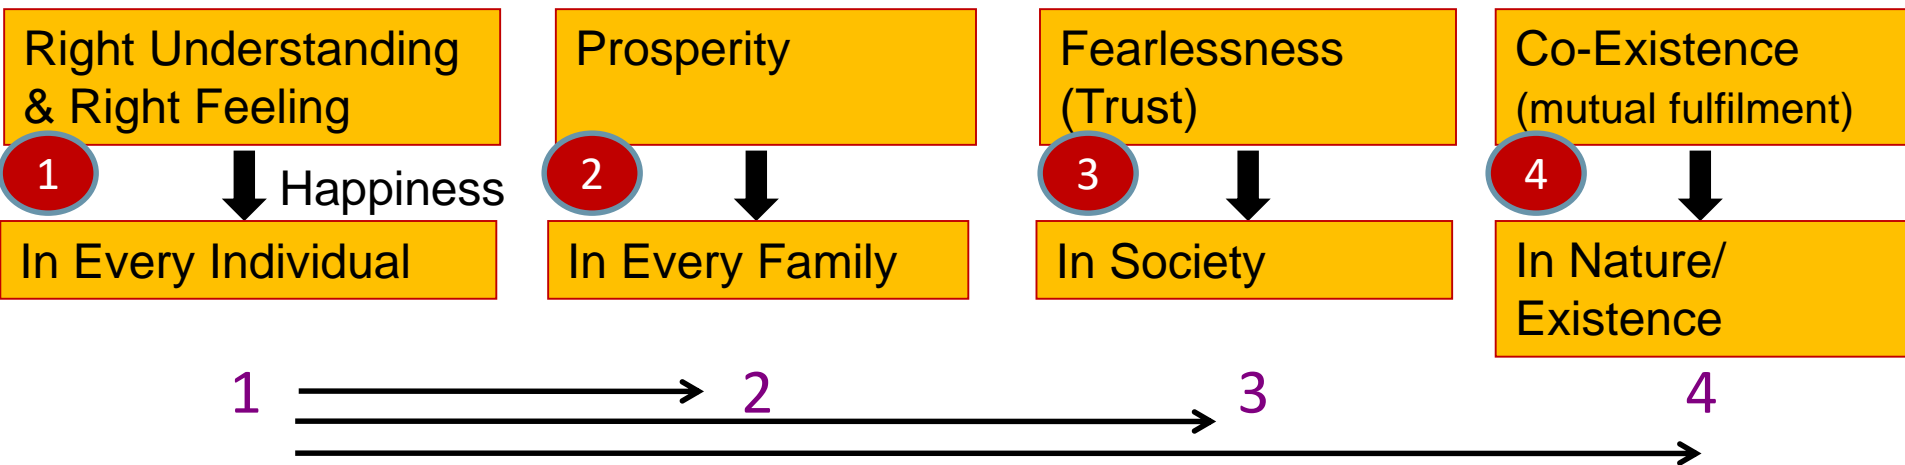 Right Understanding
& Right Feeling
1
Happiness
In Every Individual
Prosperity
2
In Every Family
Fearlessness
(Trust)
3
In Society
Co-Existence
(mutual fulfilment)
4
In Nature/
Existence
1
2
3
4